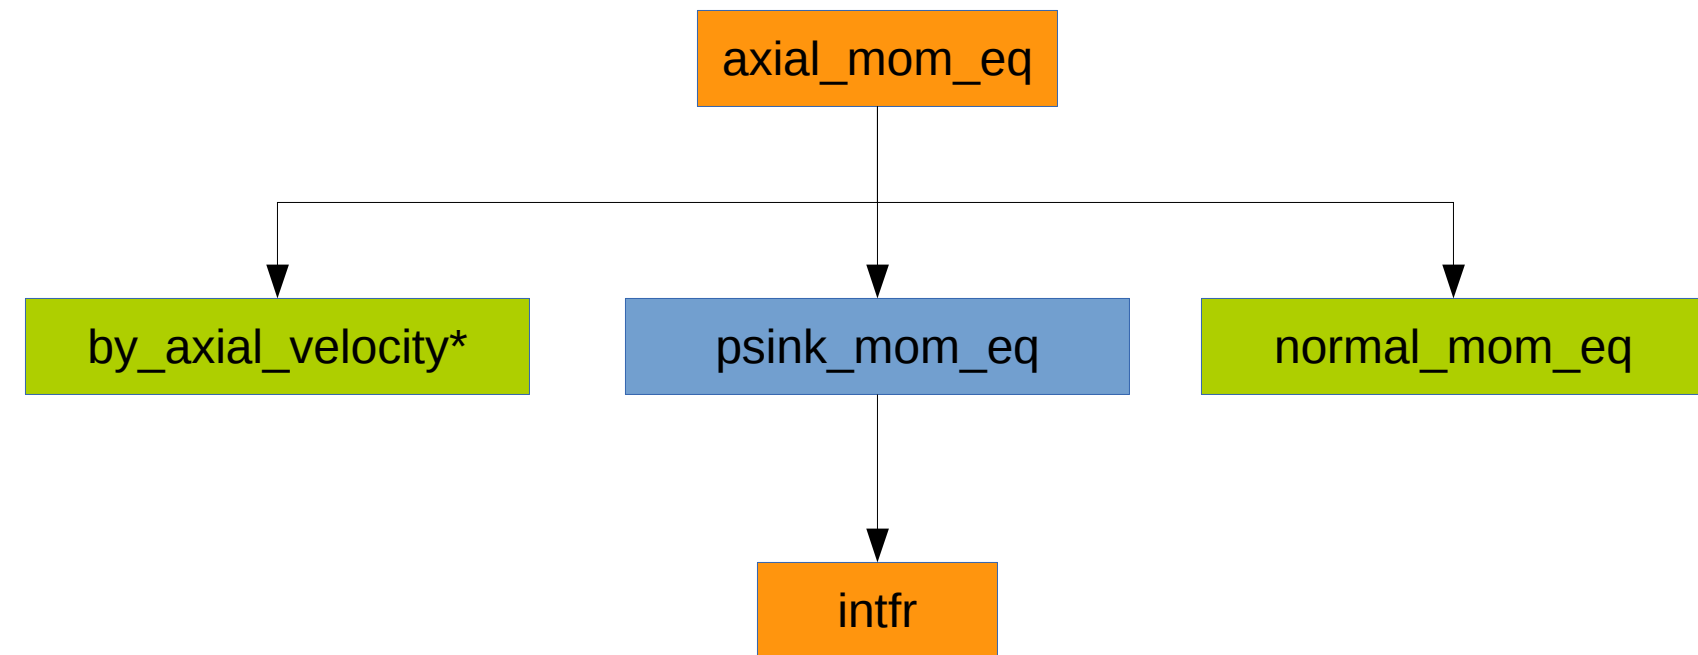 axial_mom_eq
by_axial_velocity*
psink_mom_eq
normal_mom_eq
intfr